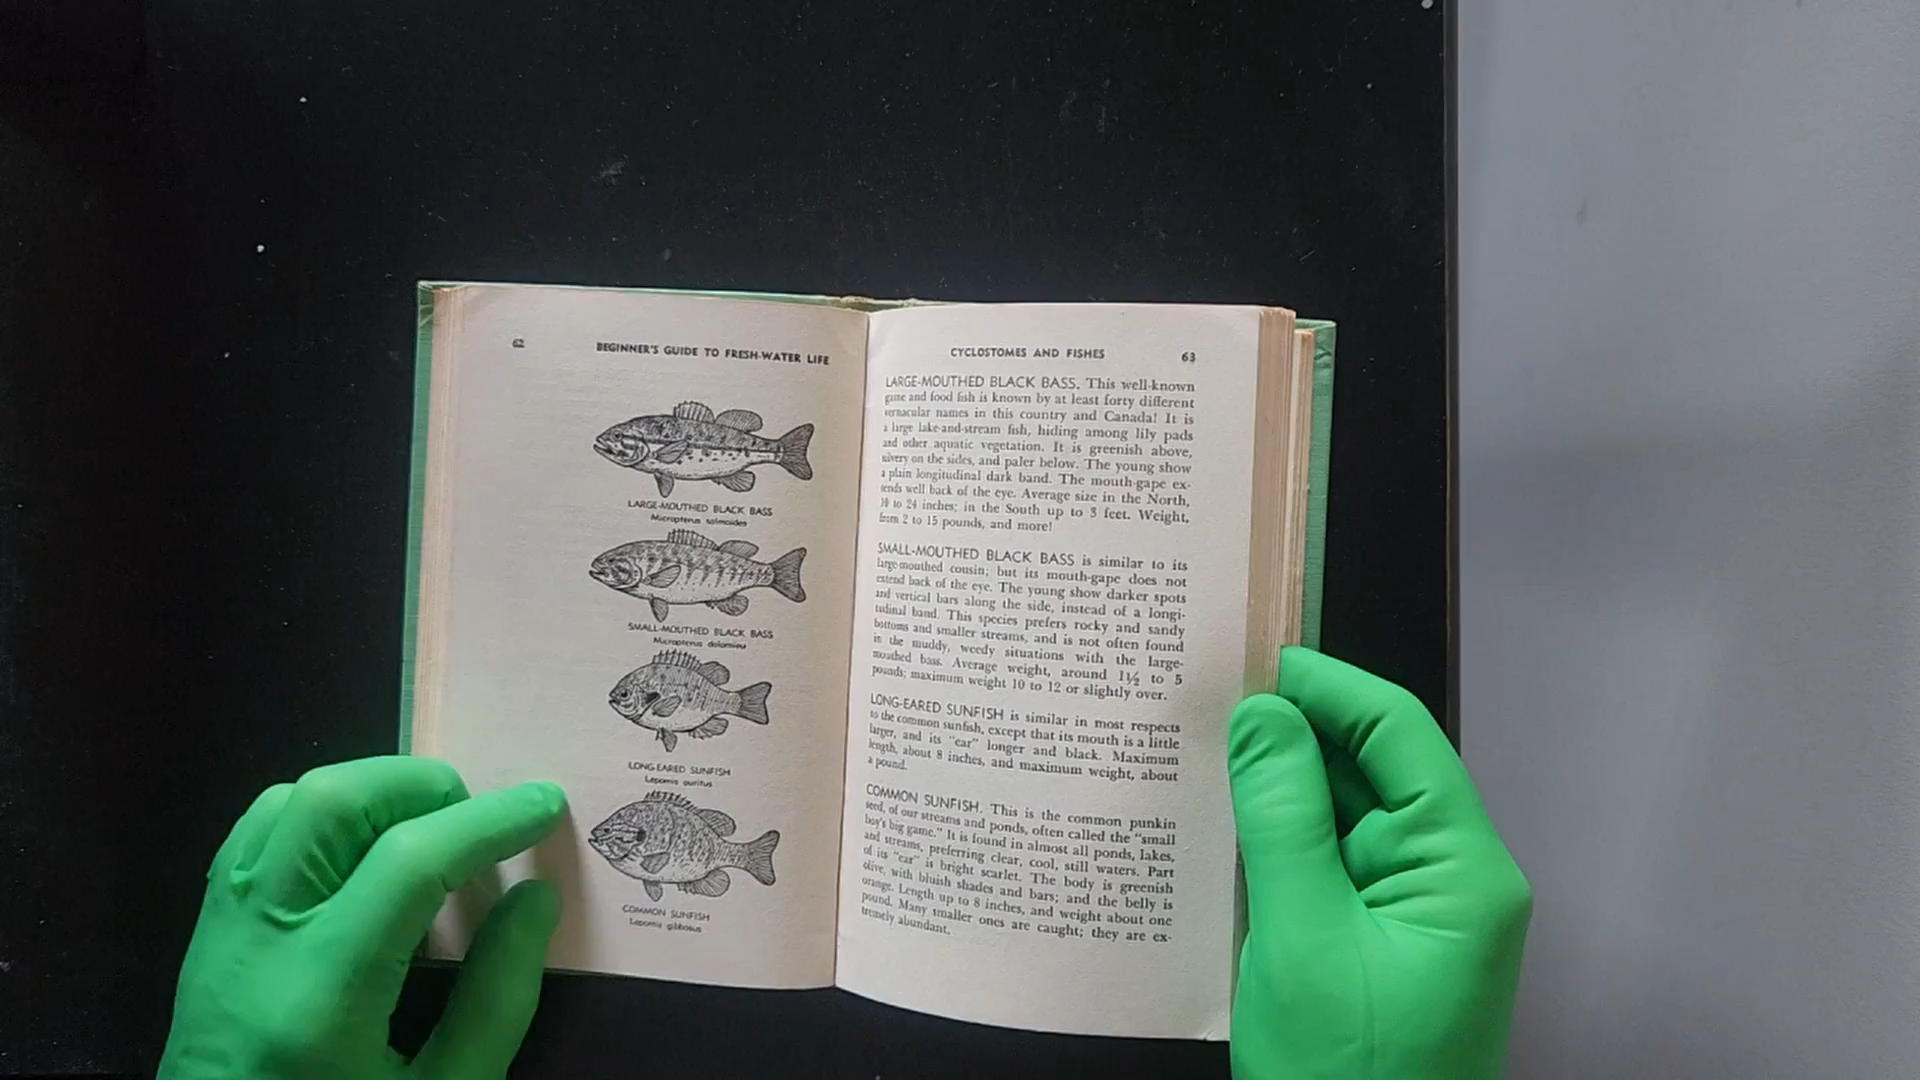 62
BEGINNER'S GUIDE TO FRESH-WATER LIFE
LARGE-MOUTHED BLACK BASS
Micropterus salmoides
SMALL-MOUTHED BLACK BASS
Micropterus dolomieu
LONG-EARED SUNFISH
Lepomis auritus
COMMON SUNFISH
Lepomis gibbosus
CYCLOSTOMES AND FISHES
63
LARGE-MOUTHED BLACK BASS. This well-known
game and food fish is known by at least forty different
vernacular names in this country and Canada! It is
a large lake-and-stream fish, hiding among lily pads
and other aquatic vegetation. It is greenish above,
silvery on the sides, and paler below. The young show
a plain longitudinal dark band. The mouth-gape ex-
tends well back of the eye. Average size in the North,
to 24 inches; in the South up to 3 feet. Weight,
from 2 to 15 pounds, and more!
SMALL-MOUTHED BLACK BASS is similar to its
large-mouthed cousin; but its mouth-gape does not
extend back of the eye. The young show darker spots
and vertical bars along the side, instead of a longi-
tudinal band. This species prefers rocky and sandy
bottoms and smaller streams, and is not often found
in the muddy, weedy situations with the large-
mouthed bass. Average weight, around 1½ to 5
pounds; maximum weight 10 to 12 or slightly over.
LONG-EARED SUNFISH is similar in most respects
to the common sunfish, except that its mouth is a little
larger, and its "ear" longer and black. Maximum
length, about 8 inches, and maximum weight, about
a pound.
COMMON SUNFISH. This is the common punkin
seed, of our streams and ponds, often called the "small
boy's big game." It is found in almost all ponds, lakes,
and streams, preferring clear, cool, still waters. Part
of its "ear" is bright scarlet. The body is greenish
olive, with bluish shades and bars; and the belly is
orange. Length up to 8 inches, and weight about one
pound. Many smaller ones are caught; they are ex-
tremely abundant.